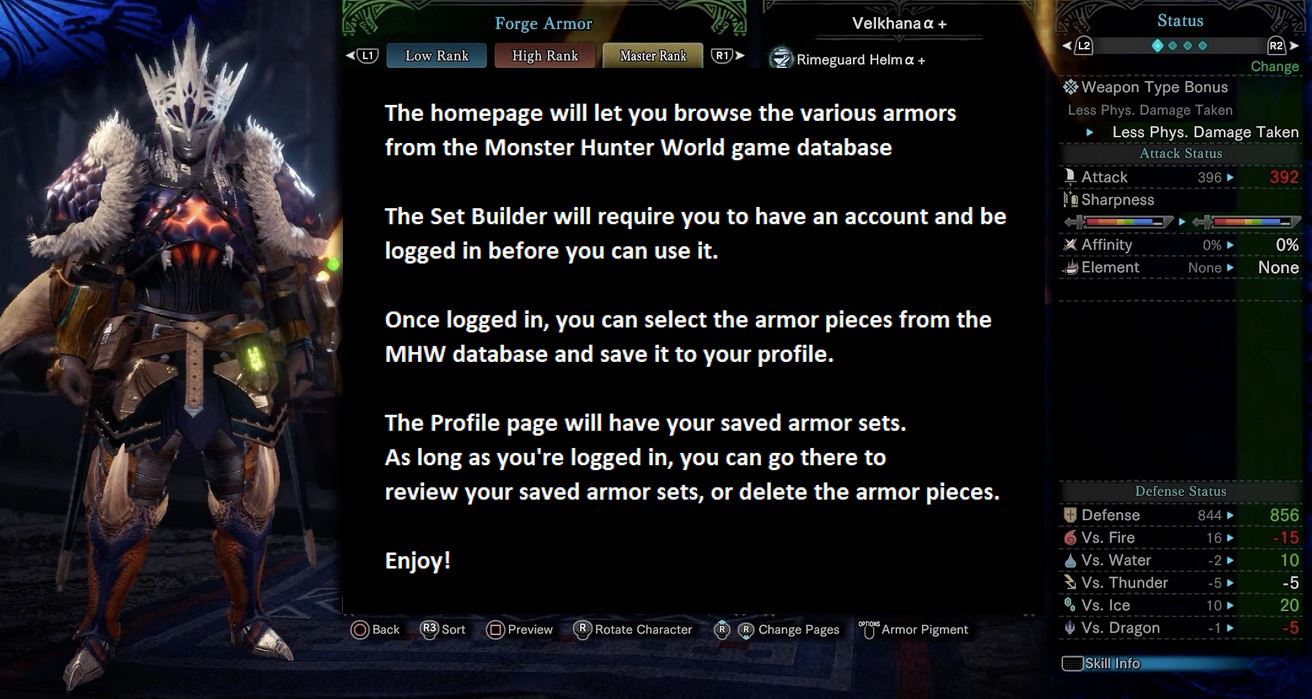 Forge Armor
L1 Low Rank High Rank Master Rank R1
Velkhana α +
Rimeguard Helm α +
The homepage will let you browse the various armors
from the Monster Hunter World game database
The Set Builder will require you to have an account and be
logged in before you can use it.
Once logged in, you can select the armor pieces from the
MHW database and save it to your profile.
The Profile page will have your saved armor sets.
As long as you're logged in, you can go there to
review your saved armor sets, or delete the armor pieces.
Enjoy!
Back R3 Sort Preview R Rotate Character R R Change Pages OPTIONS Armor Pigment
Status
L2 R2
Change
Weapon Type Bonus
Less Phys. Damage Taken
Less Phys. Damage Taken
Attack Status
Attack 396 392
Sharpness
Affinity 0% 0%
Element None None
Defense Status
Defense 844 856
Vs. Fire 16 -15
Vs. Water -2 10
Vs. Thunder -5 -5
Vs. Ice 10 20
Vs. Dragon -1 -5
Skill Info